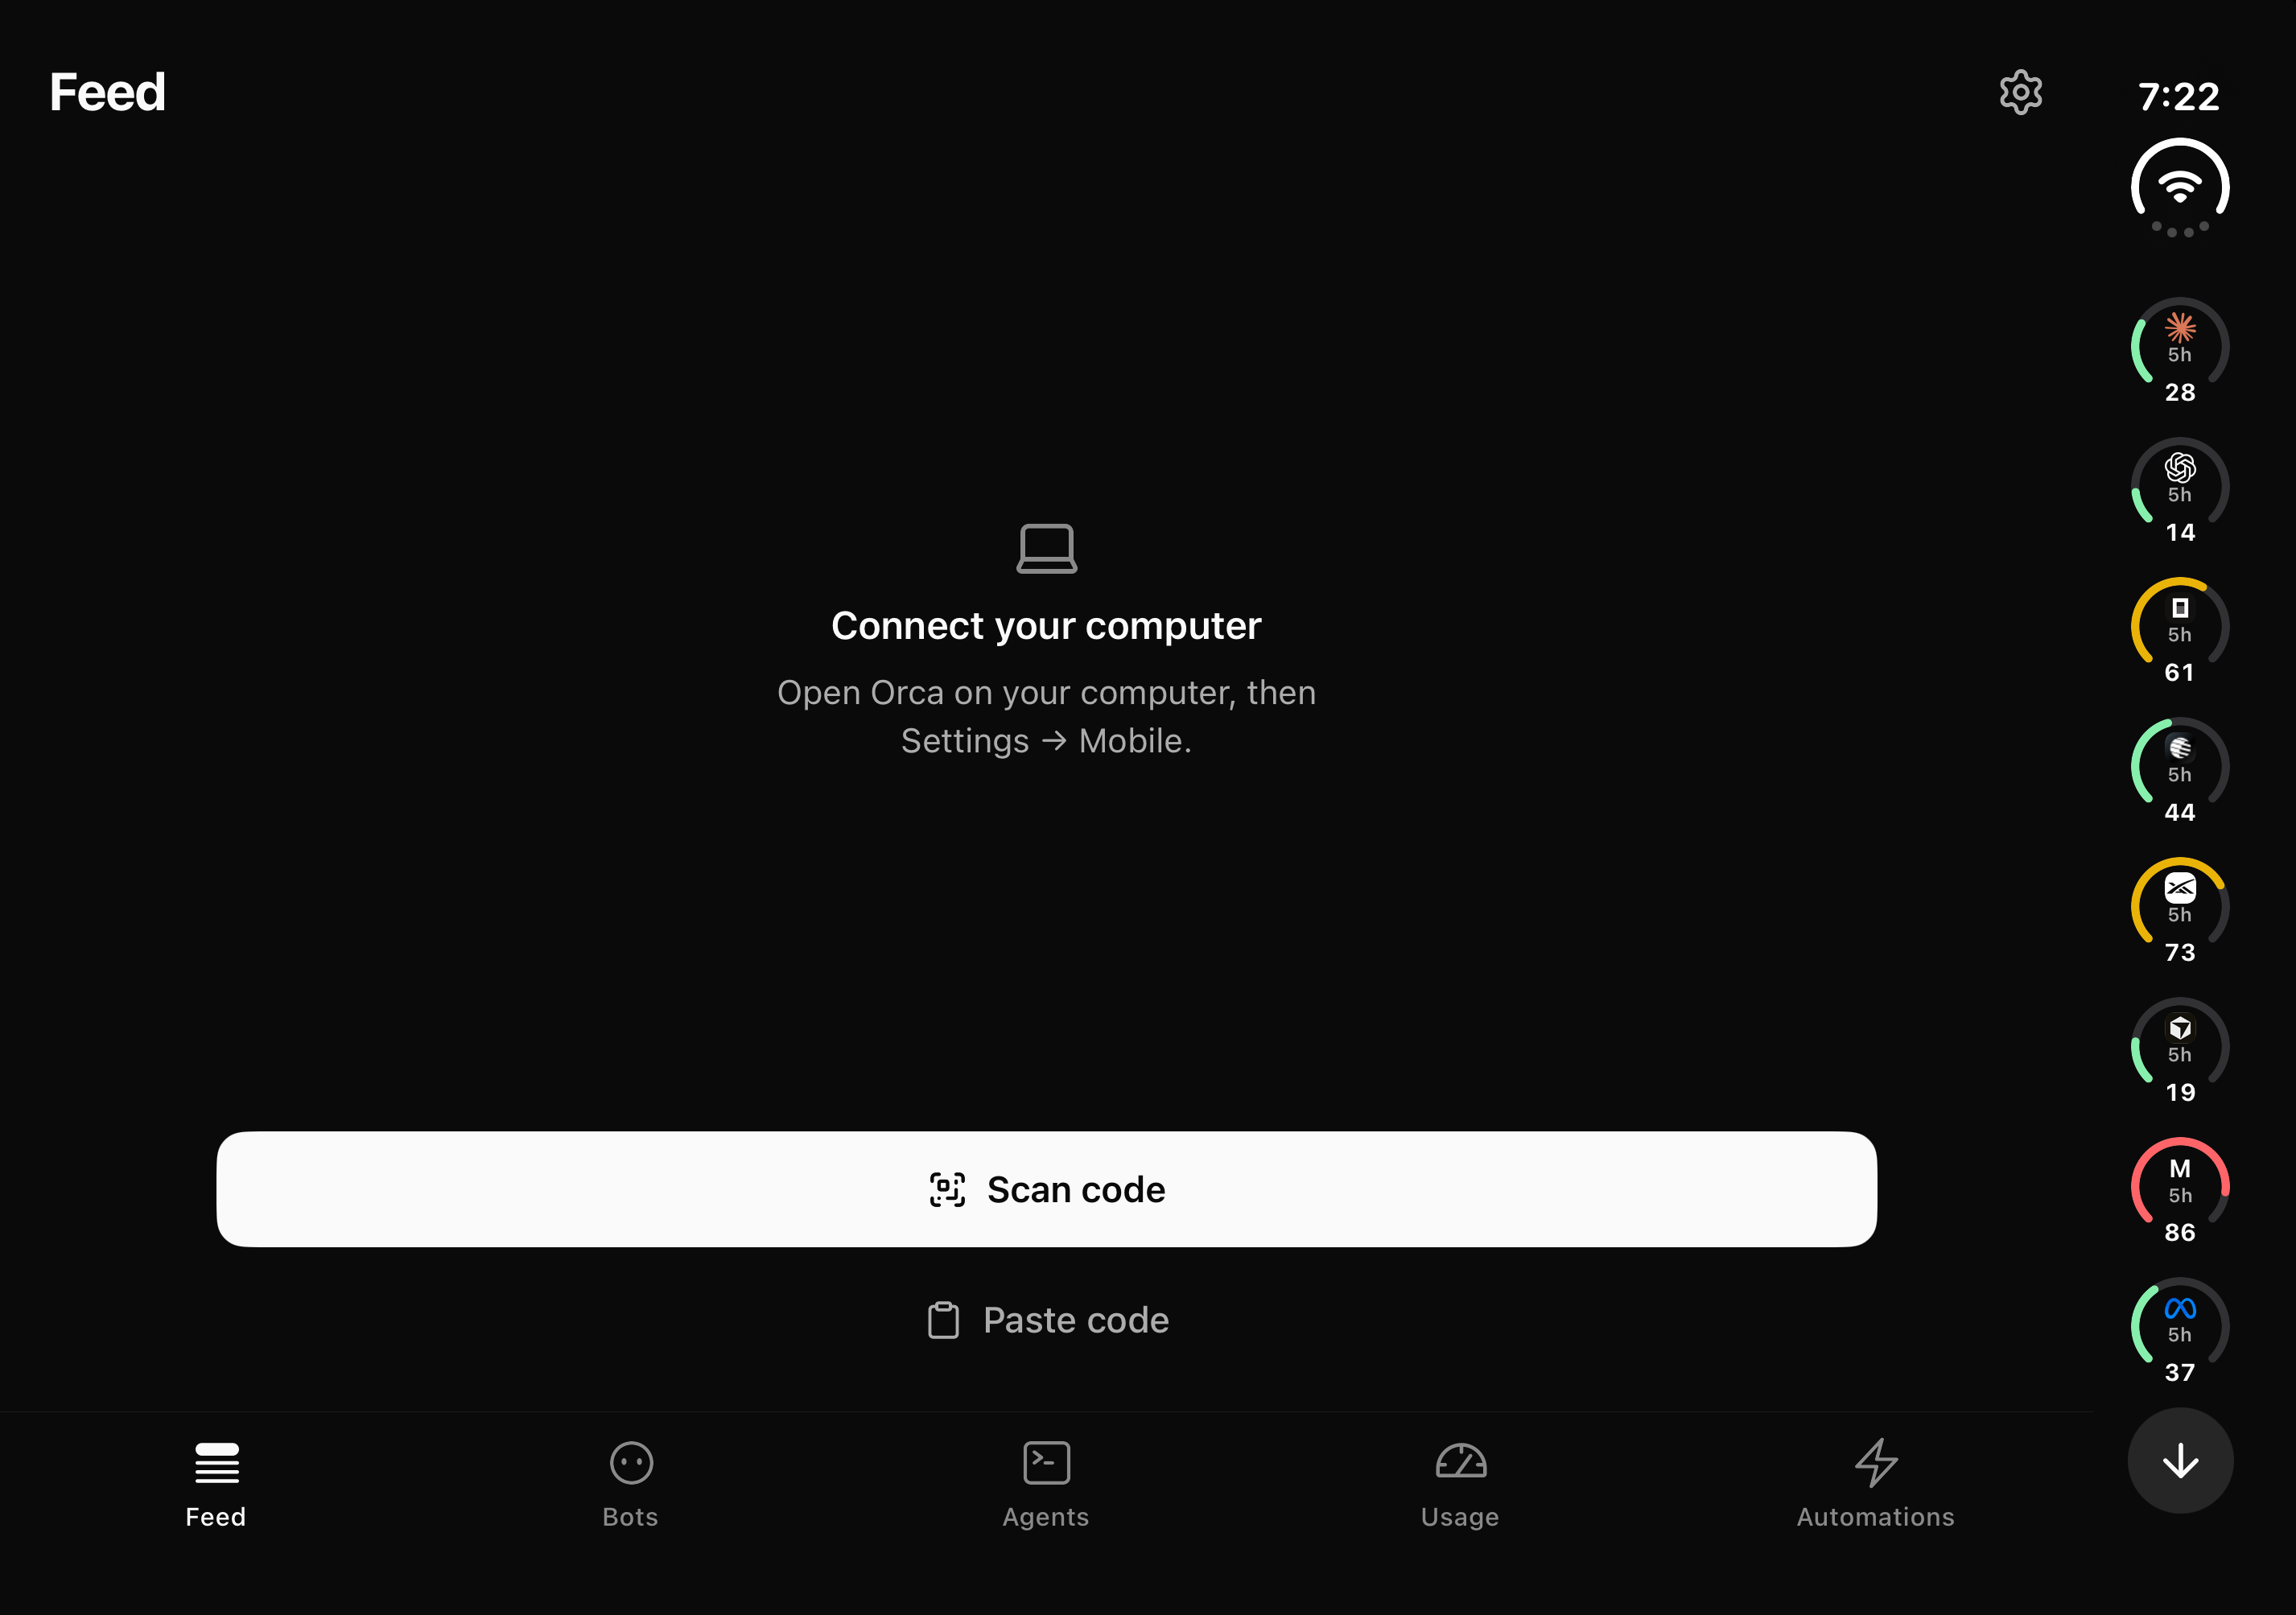 Feed
7:22
5h
28
5h
14
5h
61
5h
44
5h
73
5h
19
M
5h
86
5h
37
Connect your computer
Open Orca on your computer, then
Settings → Mobile.
Scan code
Paste code
Feed
Bots
Agents
Usage
Automations